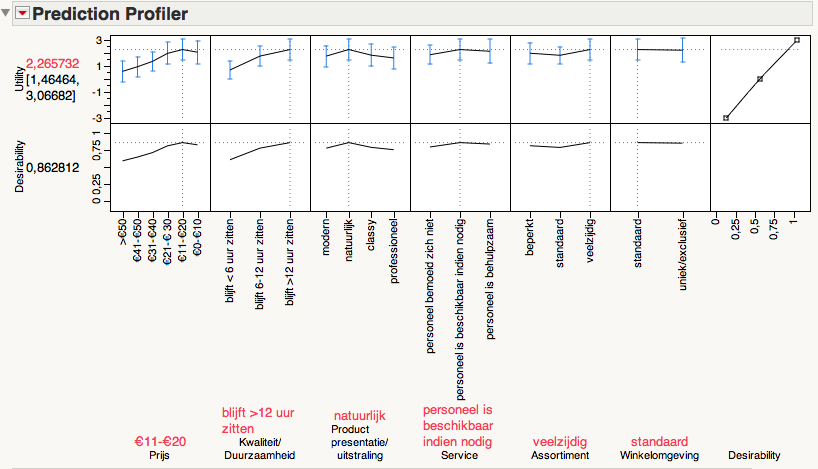 Prediction Profiler
Utility
2,265732
[1,46464,
3,06682]
3
1
-1
-3
Desirability
0,862812
1
0,75
0,25
0
>€50
€41-€50
€31-€40
€21-€ 30
€11-€20
€0-€10
blijft < 6 uur zitten
blijft 6-12 uur zitten
blijft >12 uur zitten
modern
natuurlijk
classy
professioneel
personeel bemoeid zich niet
personeel is beschikbaar indien nodig
personeel is behulpzaam
beperkt
standaard
veelzijdig
standaard
uniek/exclusief
0
0,25
0,5
0,75
1
€11-€20
Prijs
blijft >12 uur
zitten
Kwaliteit/
Duurzaamheid
natuurlijk
Product
presentatie/
uitstraling
personeel is
beschikbaar
indien nodig
Service
veelzijdig
Assortiment
standaard
Winkelomgeving
Desirability